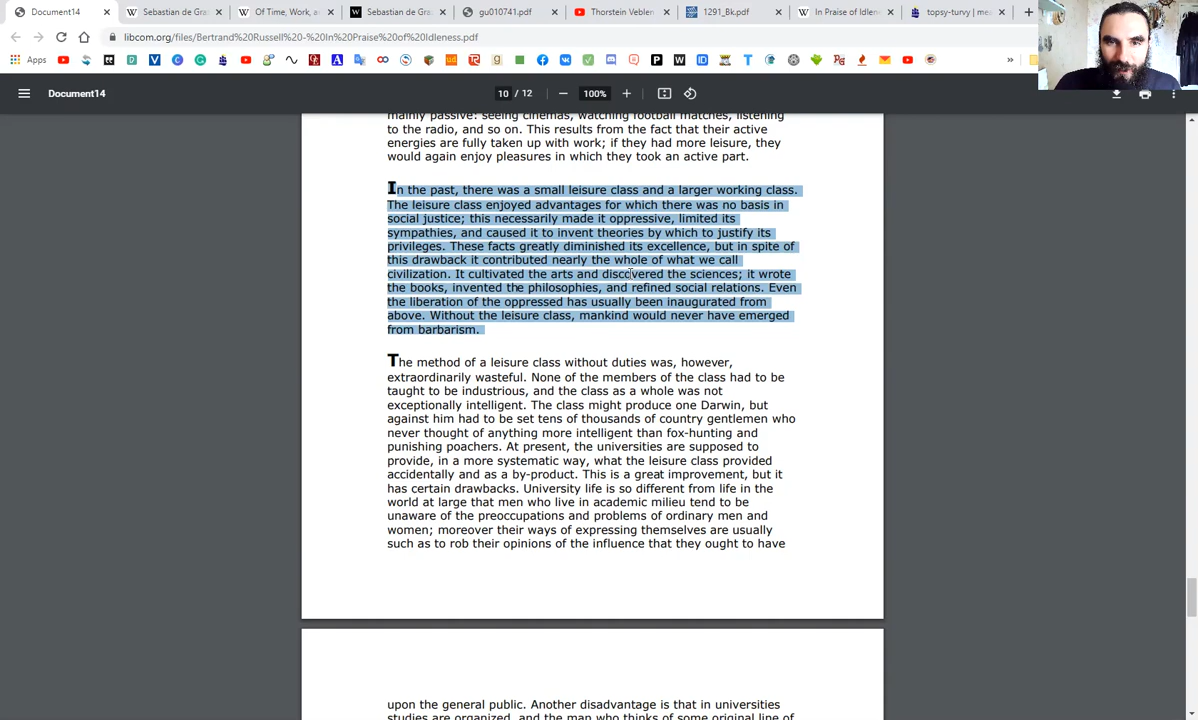 Document14
Sebastian de Gra
Of Time, Work, an
Sebastian de Gra
gu010741.pdf
Thorstein Veblen
1291_Bk.pdf
In Praise of Idlene
topsy-turvy | mea
libcom.org/files/Bertrand%20Russell%20-%20In%20Praise%20of%20Idleness.pdf
Apps
Document14
10 / 12
100%
mainly passive: seeing cinemas, watching football matches, listening
to the radio, and so on. This results from the fact that their active
energies are fully taken up with work; if they had more leisure, they
would again enjoy pleasures in which they took an active part.
In the past, there was a small leisure class and a larger working class.
The leisure class enjoyed advantages for which there was no basis in
social justice; this necessarily made it oppressive, limited its
sympathies, and caused it to invent theories by which to justify its
privileges. These facts greatly diminished its excellence, but in spite of
this drawback it contributed nearly the whole of what we call
civilization. It cultivated the arts and discovered the sciences; it wrote
the books, invented the philosophies, and refined social relations. Even
the liberation of the oppressed has usually been inaugurated from
above. Without the leisure class, mankind would never have emerged
from barbarism.
The method of a leisure class without duties was, however,
extraordinarily wasteful. None of the members of the class had to be
taught to be industrious, and the class as a whole was not
exceptionally intelligent. The class might produce one Darwin, but
against him had to be set tens of thousands of country gentlemen who
never thought of anything more intelligent than fox-hunting and
punishing poachers. At present, the universities are supposed to
provide, in a more systematic way, what the leisure class provided
accidentally and as a by-product. This is a great improvement, but it
has certain drawbacks. University life is so different from life in the
world at large that men who live in academic milieu tend to be
unaware of the preoccupations and problems of ordinary men and
women; moreover their ways of expressing themselves are usually
such as to rob their opinions of the influence that they ought to have
upon the general public. Another disadvantage is that in universities
studies are organized, and the man who thinks of some original line of